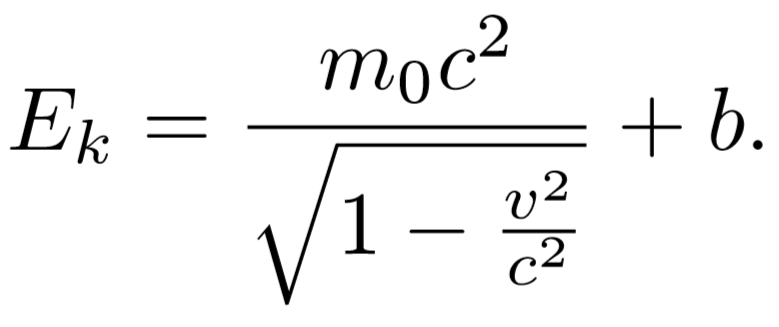 $E_k = \frac{m_0 c^2}{\sqrt{1 - \frac{v^2}{c^2}}} + b.$